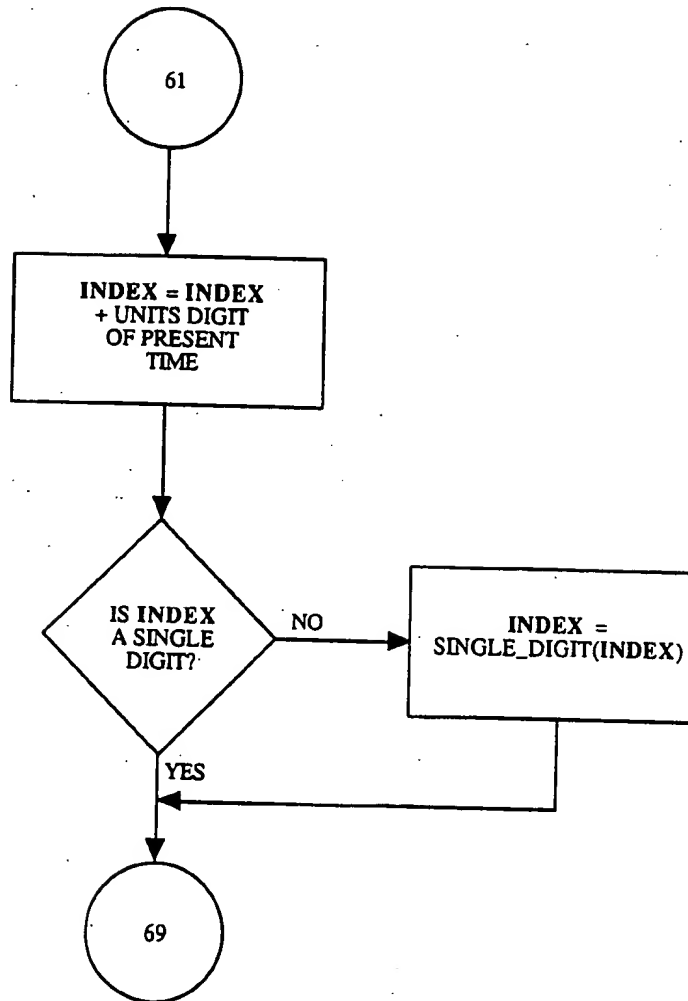 61
INDEX = INDEX
+ UNITS DIGIT
OF PRESENT
TIME
IS INDEX
A SINGLE
DIGIT?
NO
INDEX =
SINGLE_DIGIT(INDEX)
YES
69